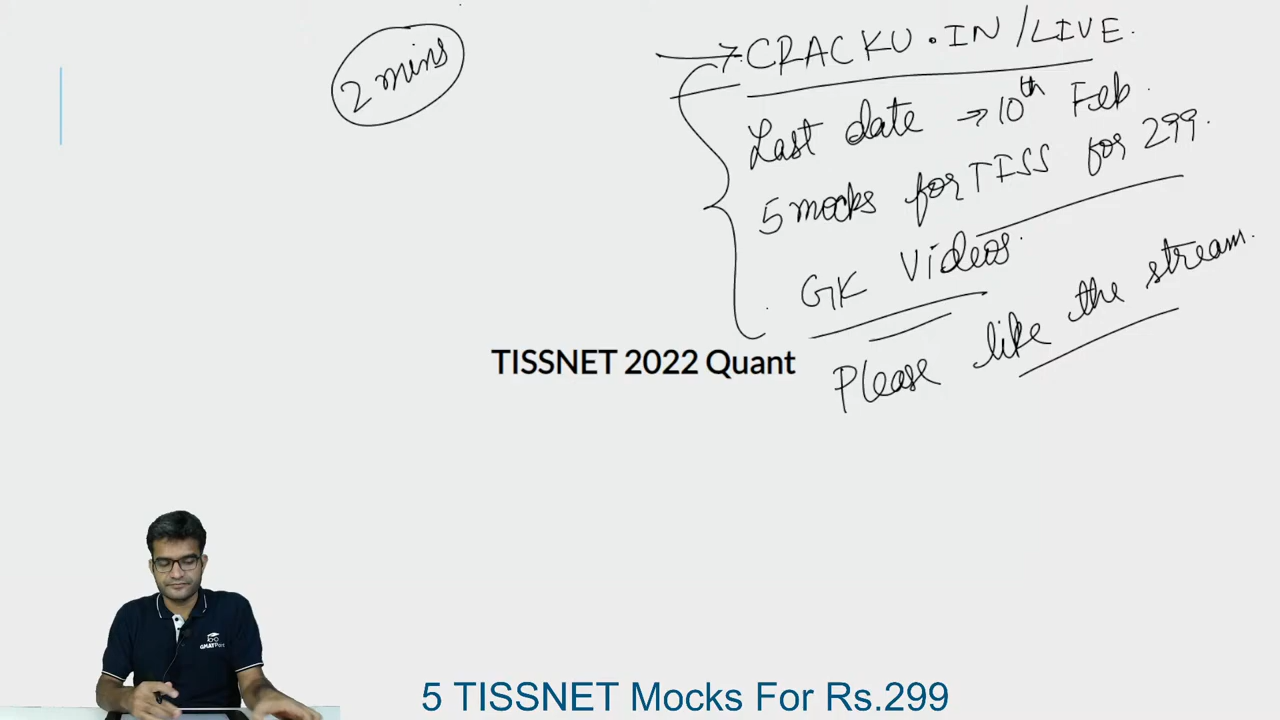 2 mins
CRACKU.IN/LIVE.
Last date → 10th Feb.
5 mocks for TISS for 299.
GK Videos.
Please like the stream.
TISSNET 2022 Quant
GMATPoint
5 TISSNET Mocks For Rs.299